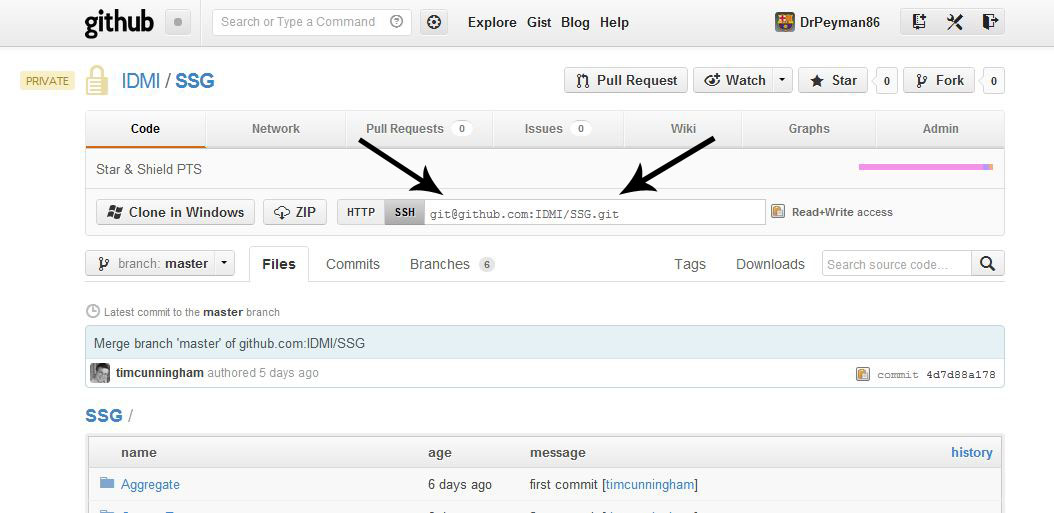 github Search or Type a Command Explore Gist Blog Help DrPeyman86
PRIVATE IDMI / SSG Pull Request Watch Star 0 Fork 0
Code Network Pull Requests 0 Issues 0 Wiki Graphs Admin
Star & Shield PTS
Clone in Windows ZIP HTTP SSH git@github.com:IDMI/SSG.git Read+Write access
branch: master Files Commits Branches 6 Tags Downloads Search source code...
Latest commit to the master branch
Merge branch 'master' of github.com:IDMI/SSG
timcunningham authored 5 days ago commit 4d7d88a178
SSG /
name age message history
Aggregate 6 days ago first commit [timcunningham]